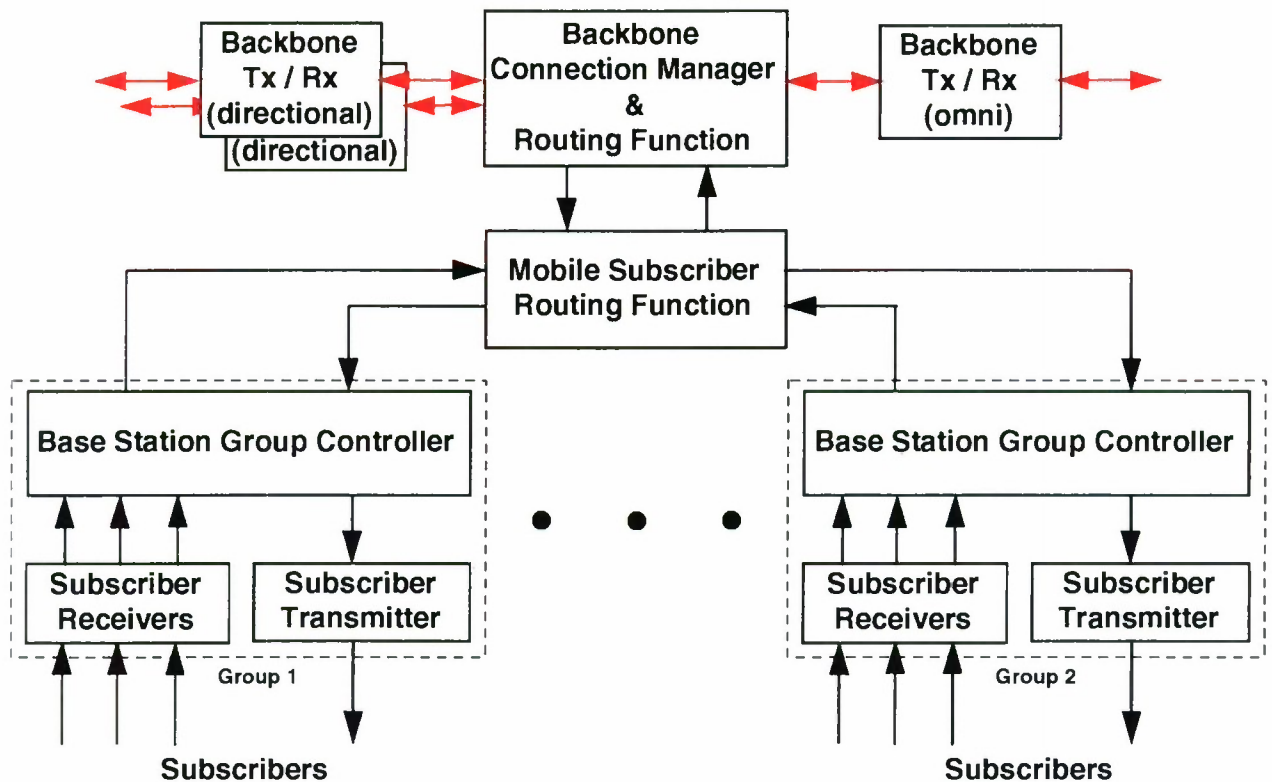 Backbone
Tx / Rx
(directional)
(directional)
Backbone
Connection Manager
&
Routing Function
Backbone
Tx / Rx
(omni)
Mobile Subscriber
Routing Function
Base Station Group Controller
Subscriber
Receivers
Subscriber
Transmitter
Group 1
Subscribers
Base Station Group Controller
Subscriber
Receivers
Subscriber
Transmitter
Group 2
Subscribers